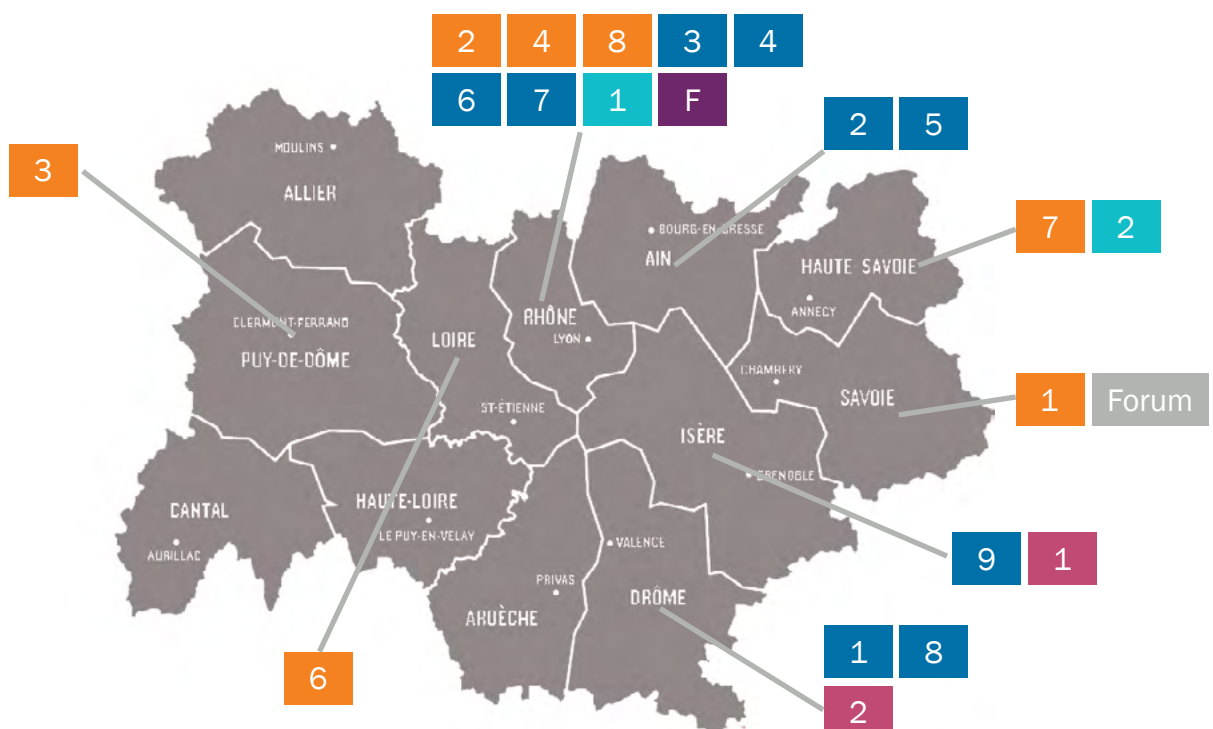 2 4 8 3 4
6 7 1 F
2 5
3
MOULINS
ALLIER
7 2
BOURG-EN-BRESSE
AIN
HAUTE SAVOIE
ANNECY
CLERMONT-FERRAND
PUY-DE-DÔME
LOIRE
RHÔNE
LYON
CHAMBÉRY
SAVOIE
1 Forum
ST-ÉTIENNE
ISÈRE
GRENOBLE
CANTAL
AURILLAC
HAUTE-LOIRE
LE PUY-EN-VELAY
VALENCE
9 1
PRIVAS
ARDÈCHE
DRÔME
1 8
2
6